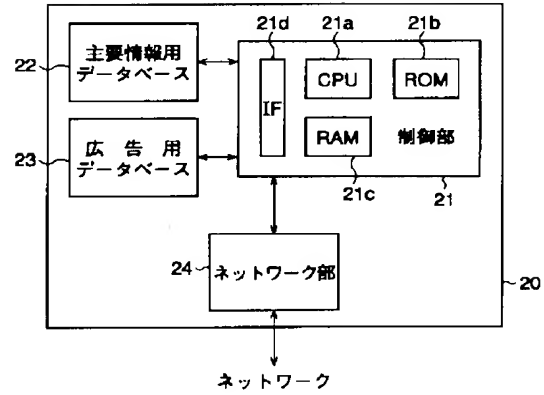 21d 21a 21b
22
主要情報用
データベース
IF
CPU
ROM
23
広告用
データベース
RAM
制御部
21c
21
24
ネットワーク部
20
ネットワーク